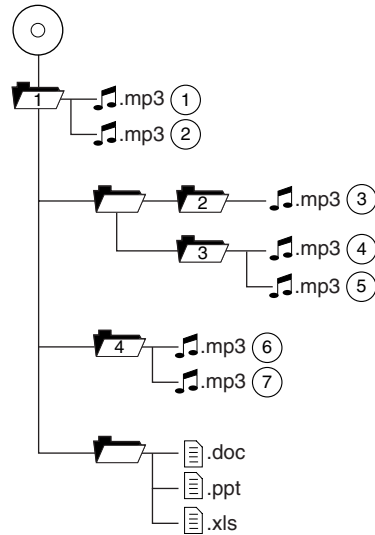 1 .mp3 1
.mp3 2
2 .mp3 3
3 .mp3 4
.mp3 5
4 .mp3 6
.mp3 7
.doc
.ppt
.xls